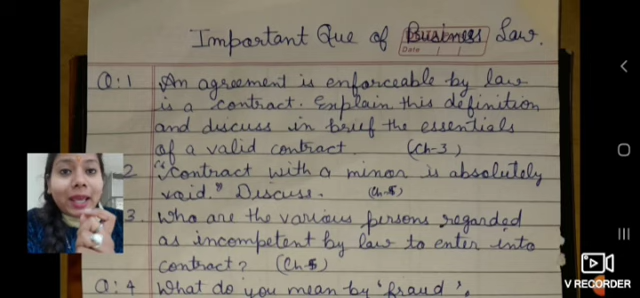 Important Que of Business Law.
Date
Q:1 An agreement is enforceable by law
is a contract. Explain this definition
and discuss in brief the essentials
of a valid contract. (Ch-3)
2 "contract with a minor is absolutely
void." Discuss. (Ch-5)
3. Who are the various persons regarded
as incompetent by law to enter into
contract? (Ch-5)
Q:4 What do you mean by 'fraud'.
V RECORDER